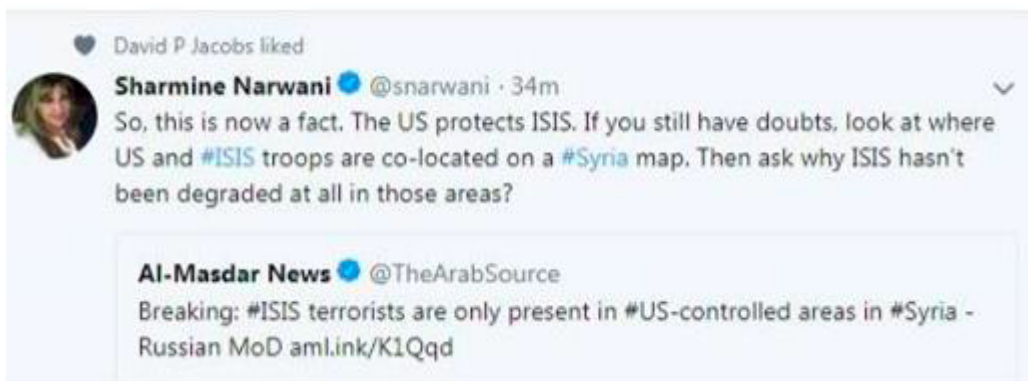 David P Jacobs liked
Sharmine Narwani @snarwani · 34m
So, this is now a fact. The US protects ISIS. If you still have doubts, look at where
US and #ISIS troops are co-located on a #Syria map. Then ask why ISIS hasn't
been degraded at all in those areas?
Al-Masdar News @TheArabSource
Breaking: #ISIS terrorists are only present in #US-controlled areas in #Syria -
Russian MoD aml.ink/K1Qqd